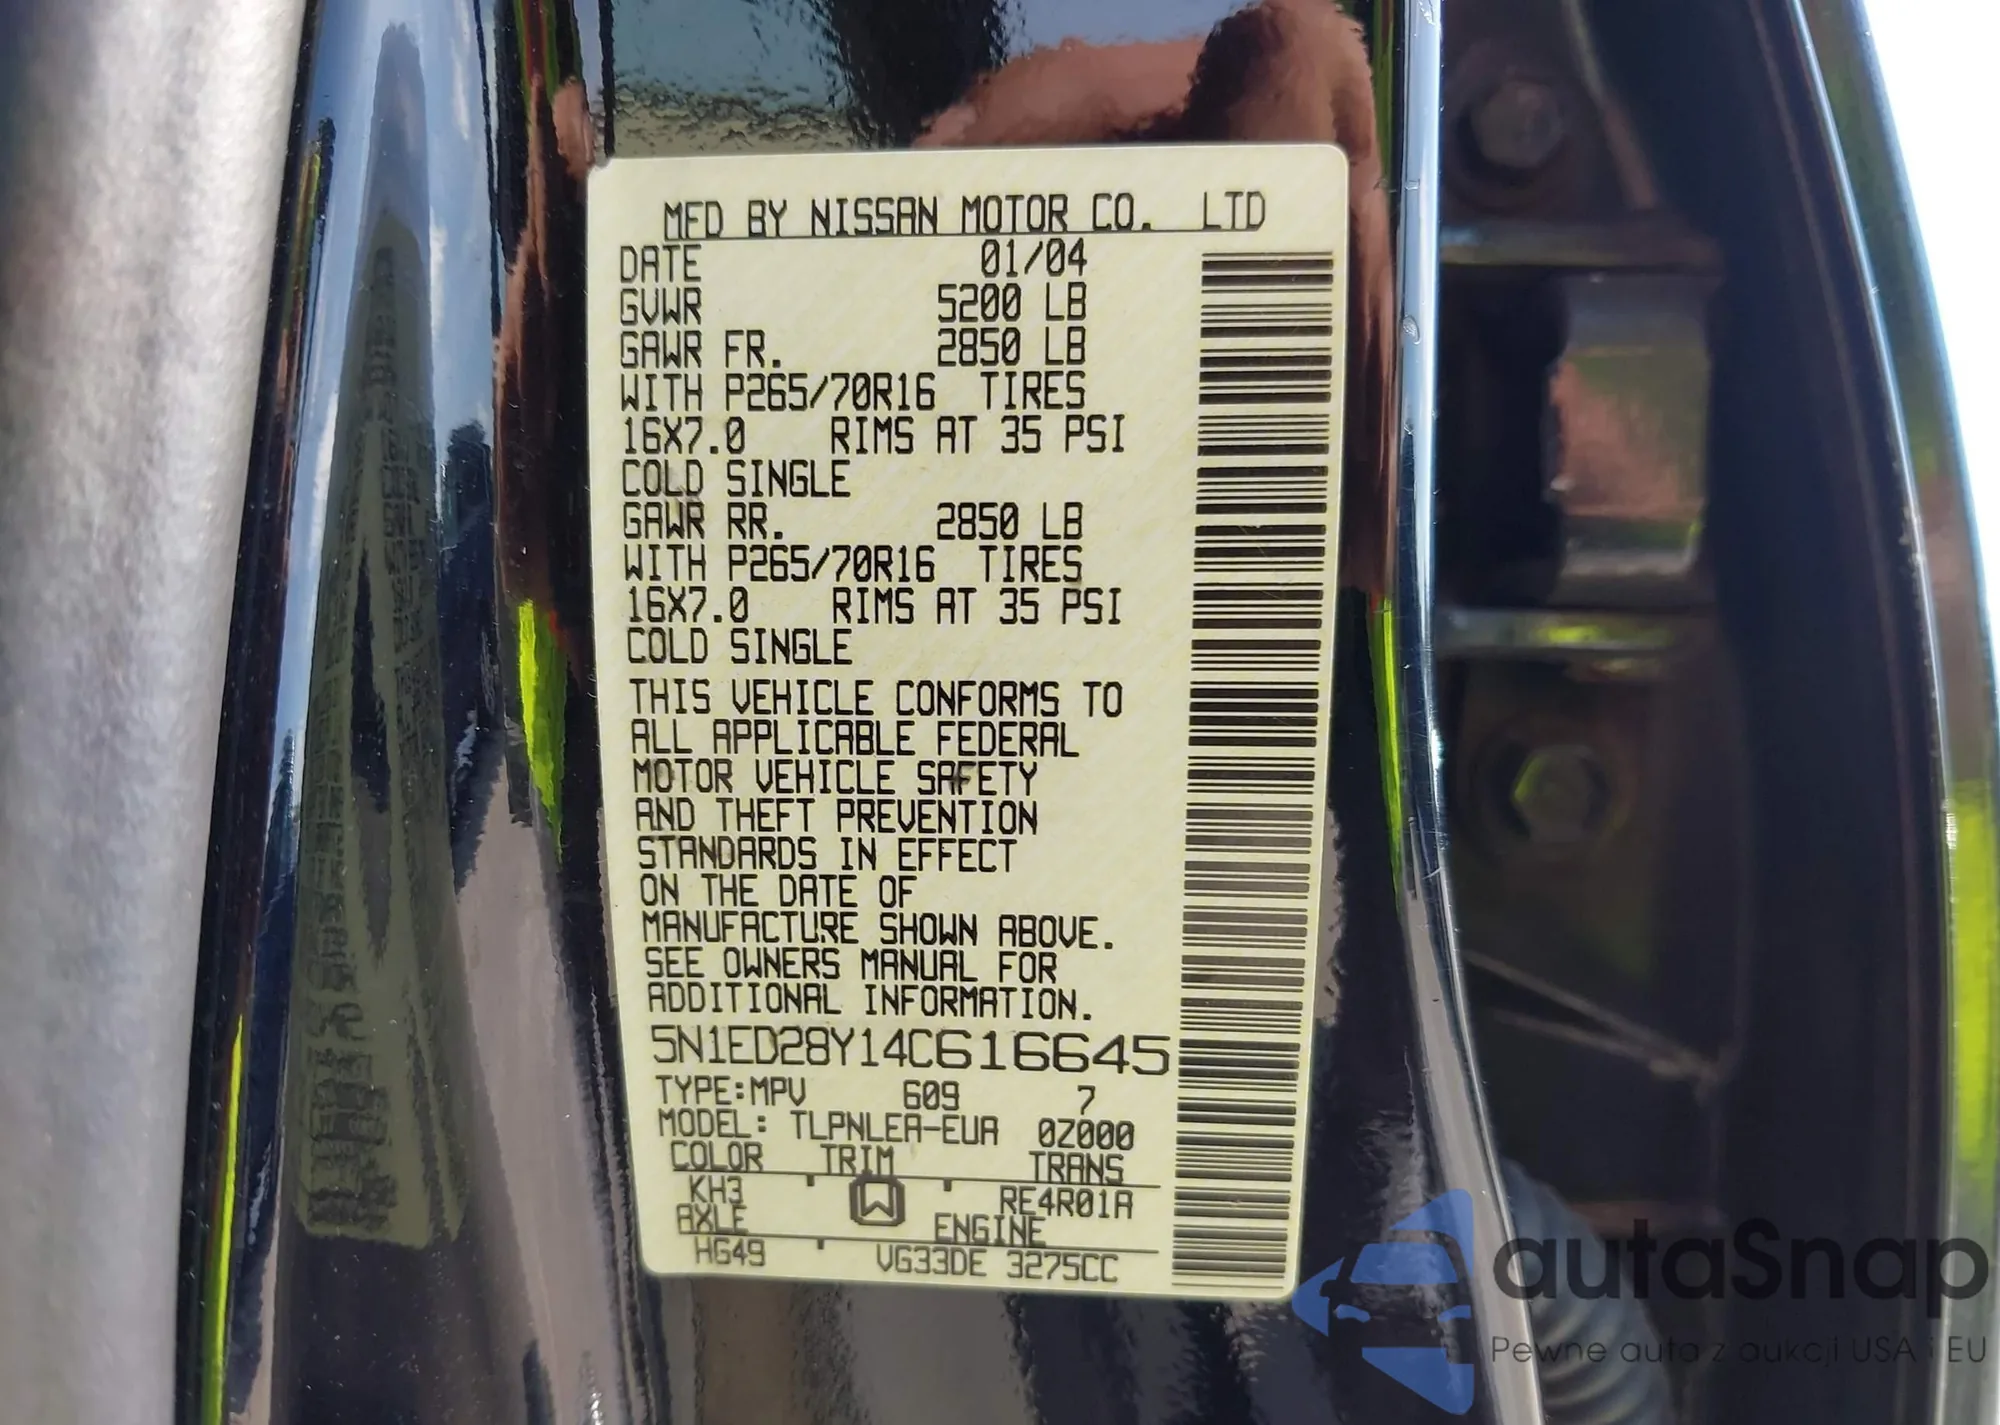 MFD BY NISSAN MOTOR CO. LTD
DATE 01/04
GVWR 5200 LB
GAWR FR. 2850 LB
WITH P265/70R16 TIRES
16X7.0 RIMS AT 35 PSI
COLD SINGLE
GAWR RR. 2850 LB
WITH P265/70R16 TIRES
16X7.0 RIMS AT 35 PSI
COLD SINGLE
THIS VEHICLE CONFORMS TO
ALL APPLICABLE FEDERAL
MOTOR VEHICLE SAFETY
AND THEFT PREVENTION
STANDARDS IN EFFECT
ON THE DATE OF
MANUFACTURE SHOWN ABOVE.
SEE OWNERS MANUAL FOR
ADDITIONAL INFORMATION.
5N1ED28Y14C616645
TYPE:MPV 609 7
MODEL: TLPNLEA-EUA 0Z000
COLOR TRIM TRANS
KH3 W RE4R01A
AXLE ENGINE
HG49 VG33DE 3275CC
autaSnap
Pewne auta z aukcji USA i EU